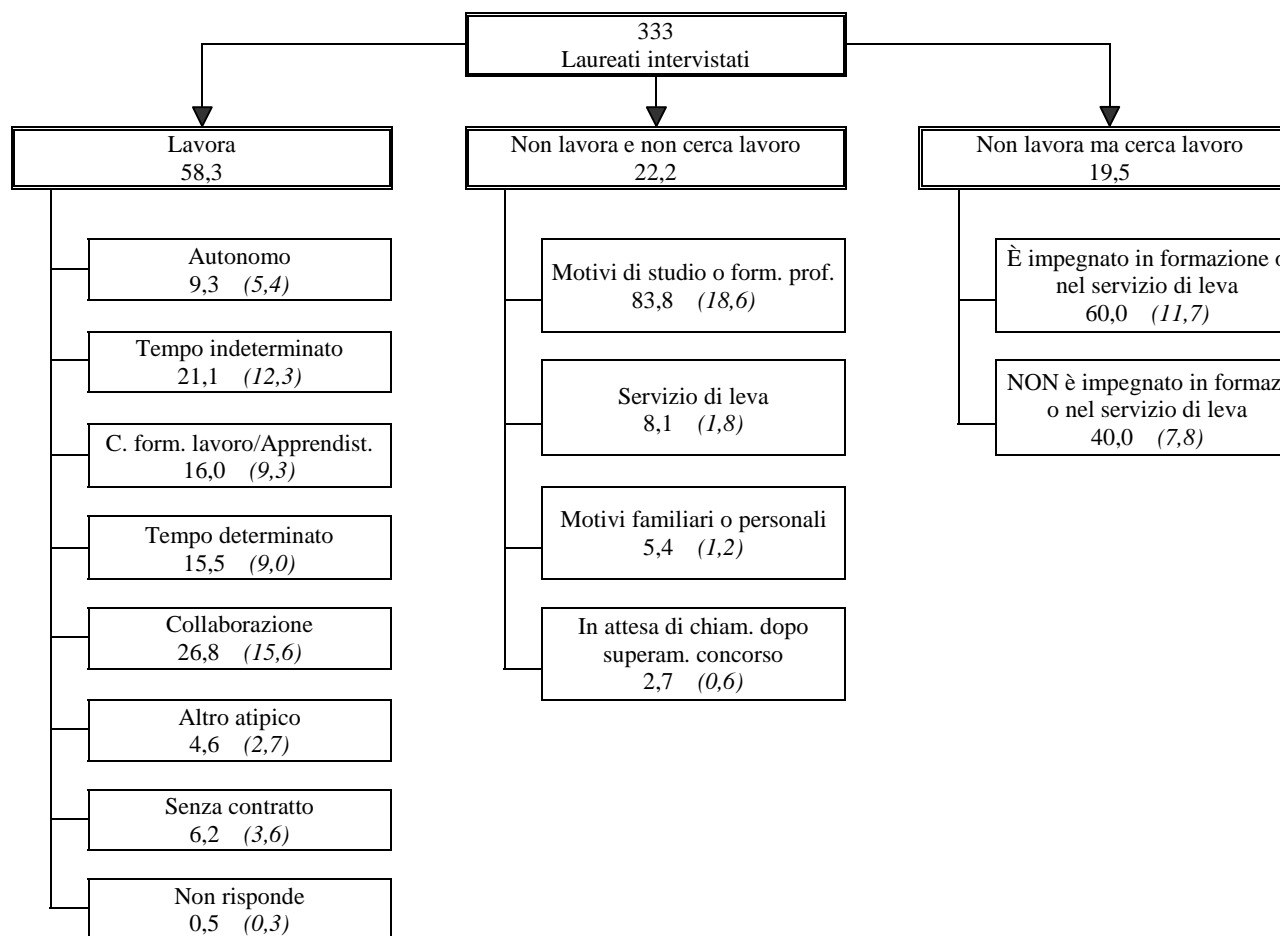 333
Laureati intervistati
Lavora
58,3
Autonomo
9,3 (5,4)
Tempo indeterminato
21,1 (12,3)
C. form. lavoro/Apprendist.
16,0 (9,3)
Tempo determinato
15,5 (9,0)
Collaborazione
26,8 (15,6)
Altro atipico
4,6 (2,7)
Senza contratto
6,2 (3,6)
Non risponde
0,5 (0,3)
Non lavora e non cerca lavoro
22,2
Motivi di studio o form. prof.
83,8 (18,6)
Servizio di leva
8,1 (1,8)
Motivi familiari o personali
5,4 (1,2)
In attesa di chiam. dopo
superam. concorso
2,7 (0,6)
Non lavora ma cerca lavoro
19,5
È impegnato in formazione o
nel servizio di leva
60,0 (11,7)
NON è impegnato in formaz
o nel servizio di leva
40,0 (7,8)